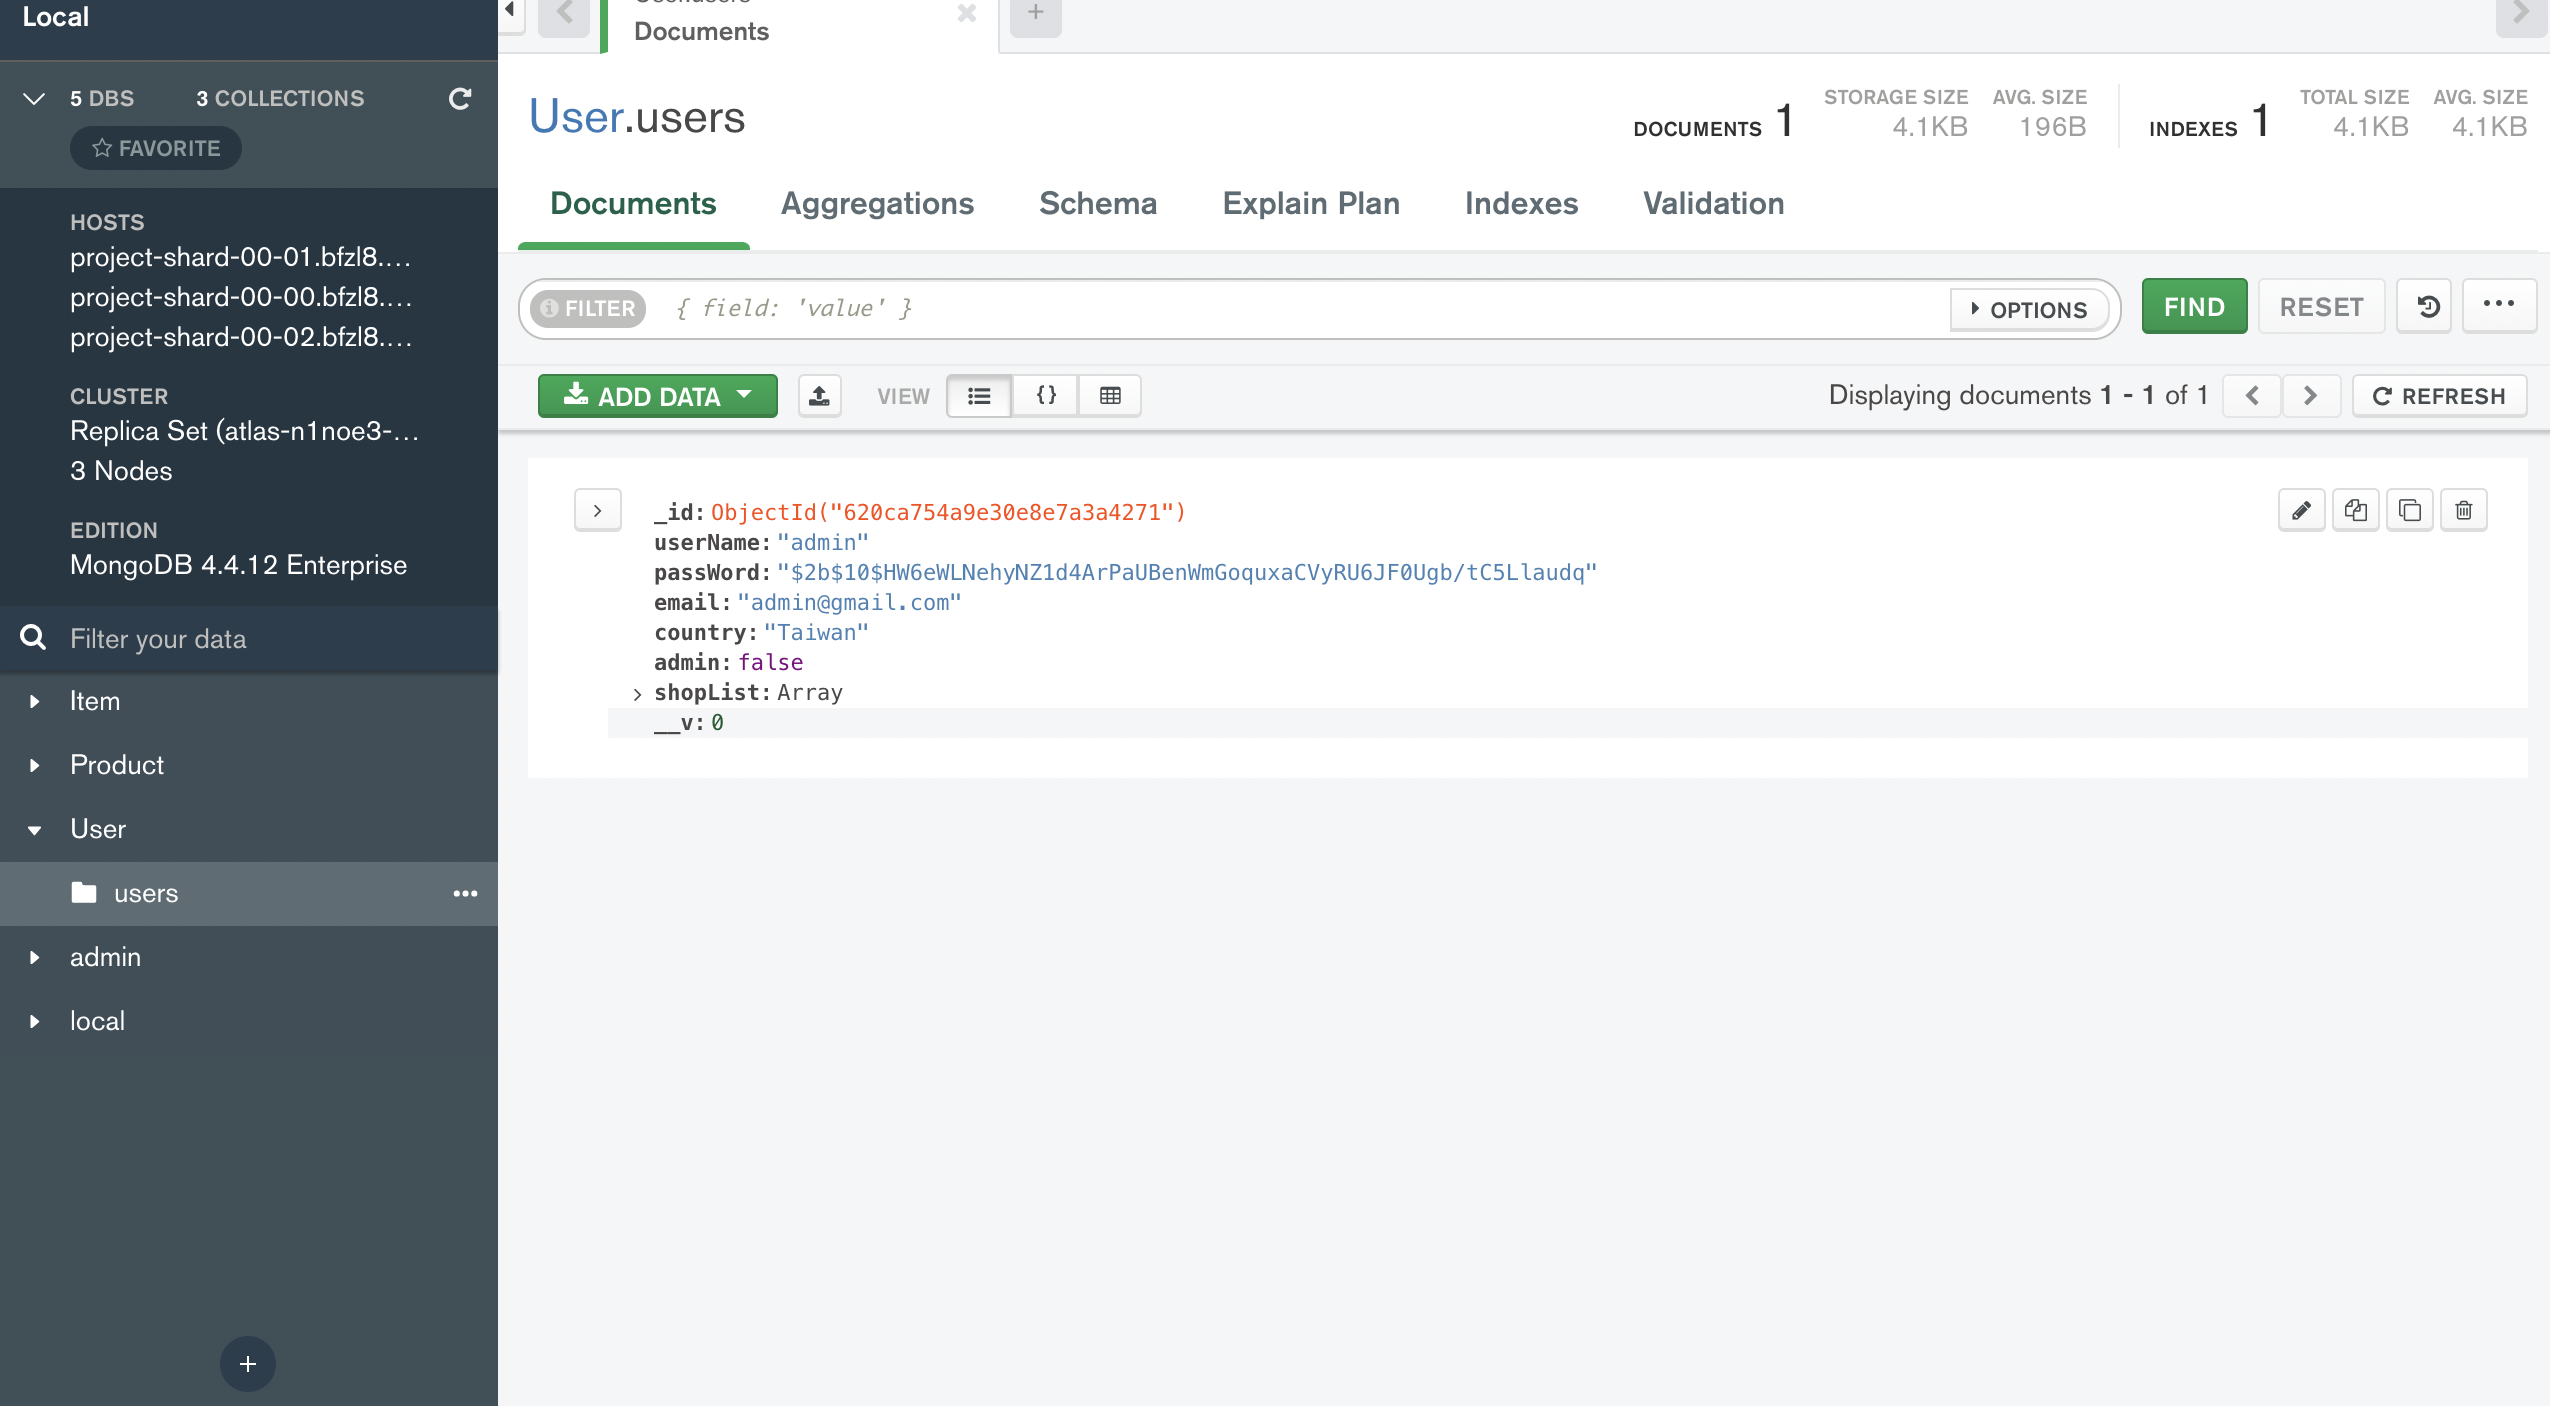 Local
5 DBS 3 COLLECTIONS
FAVORITE
HOSTS
project-shard-00-01.bfzl8....
project-shard-00-00.bfzl8....
project-shard-00-02.bfzl8....
CLUSTER
Replica Set (atlas-n1noe3-...
3 Nodes
EDITION
MongoDB 4.4.12 Enterprise
Filter your data
Item
Product
User
users
admin
local
Documents
User.users
DOCUMENTS 1
STORAGE SIZE
4.1KB
AVG. SIZE
196B
INDEXES 1
TOTAL SIZE
4.1KB
AVG. SIZE
4.1KB
Documents Aggregations Schema Explain Plan Indexes Validation
FILTER { field: 'value' } OPTIONS FIND RESET
ADD DATA VIEW {} Displaying documents 1 - 1 of 1 REFRESH
_id: ObjectId("620ca754a9e30e8e7a3a4271")
userName: "admin"
passWord: "$2b$10$HW6eWLNehyNZ1d4ArPaUBenWmGoquxaCVyRU6JF0Ugb/tC5Llaudq"
email: "admin@gmail.com"
country: "Taiwan"
admin: false
shopList: Array
__v: 0